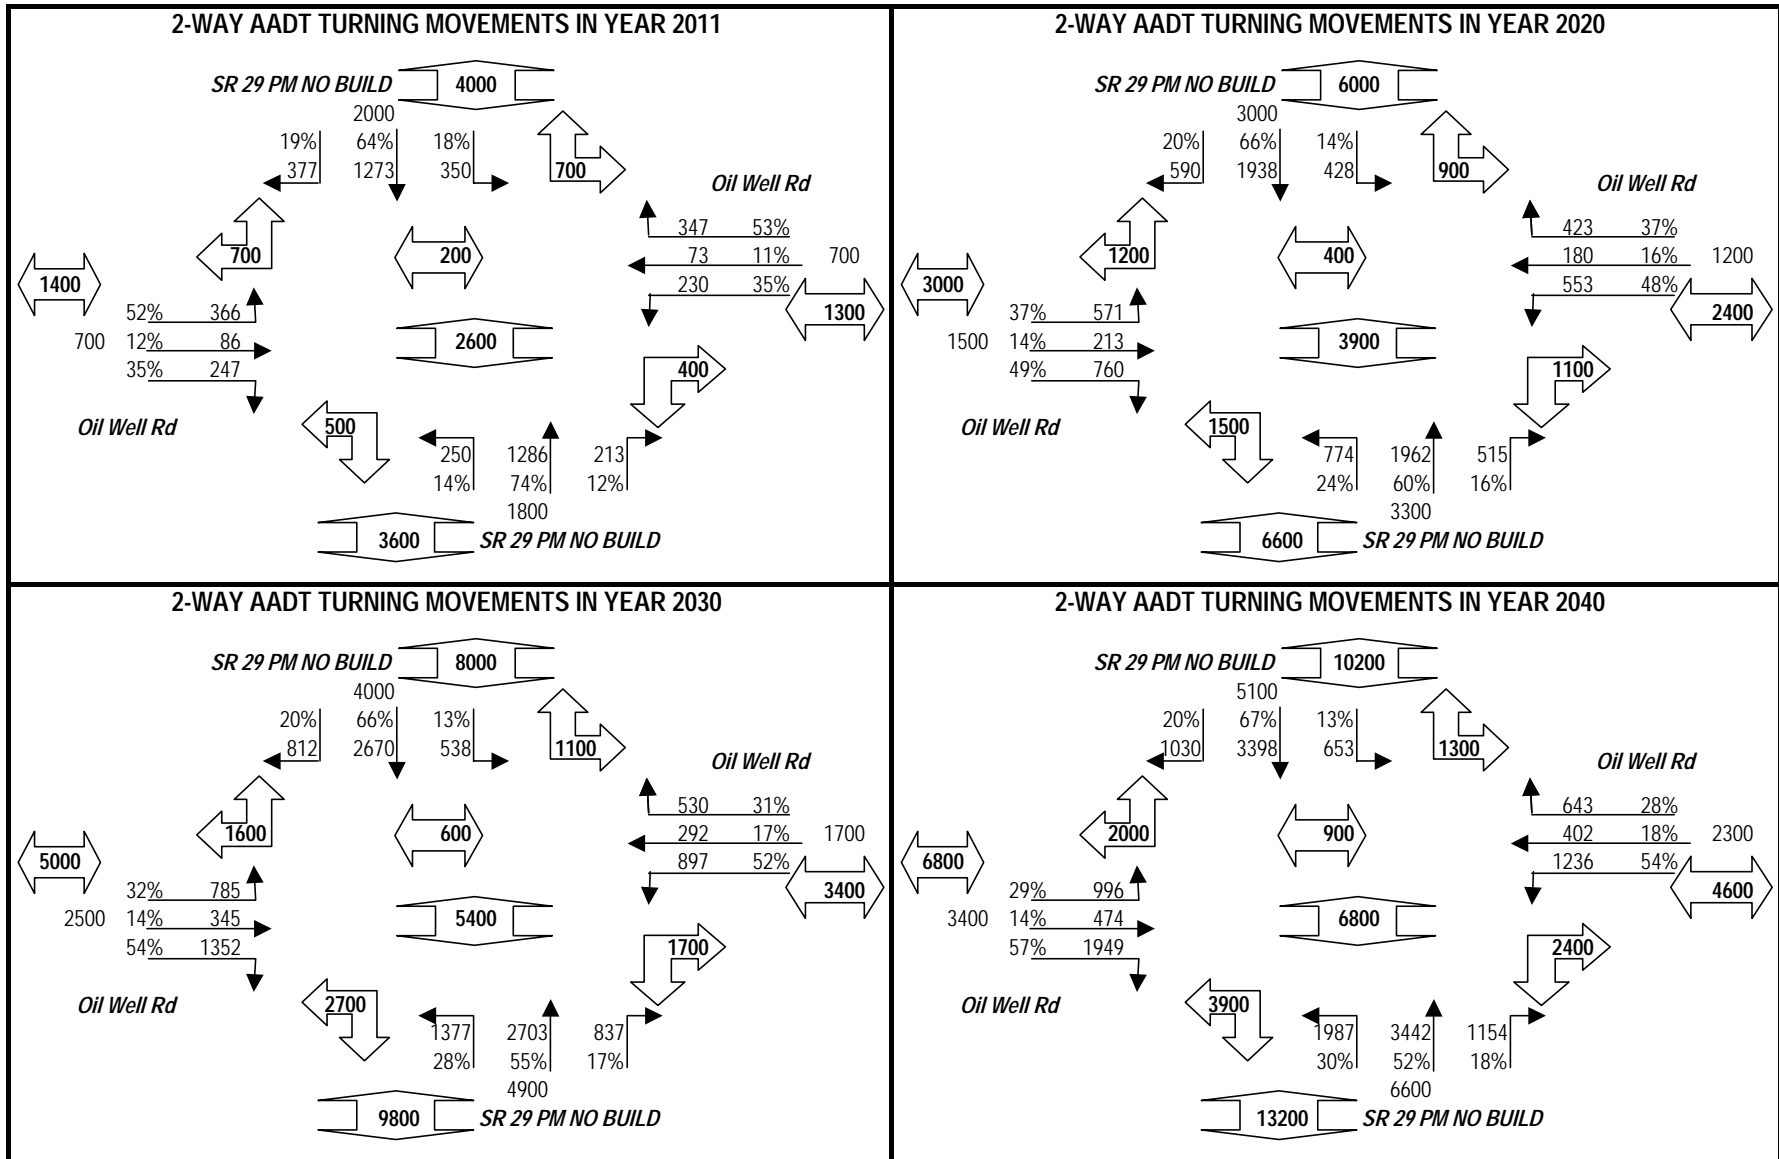 2-WAY AADT TURNING MOVEMENTS IN YEAR 2011
SR 29 PM NO BUILD 4000
2000
19% 64% 18%
377 1273 350 700
Oil Well Rd
347 53%
700 200 73 11% 700
1400 230 35%
1300
52% 366
700 12% 86 2600
35% 247 400
Oil Well Rd 500
250 1286 213
14% 74% 12%
1800
3600 SR 29 PM NO BUILD
2-WAY AADT TURNING MOVEMENTS IN YEAR 2020
SR 29 PM NO BUILD 6000
3000
20% 66% 14%
590 1938 428 900
Oil Well Rd
423 37%
1200 400 180 16% 1200
3000 553 48%
2400
37% 571
1500 14% 213 3900
49% 760 1100
Oil Well Rd 1500
774 1962 515
24% 60% 16%
3300
6600 SR 29 PM NO BUILD
2-WAY AADT TURNING MOVEMENTS IN YEAR 2030
SR 29 PM NO BUILD 8000
4000
20% 66% 13%
812 2670 538 1100
Oil Well Rd
530 31%
1600 600 292 17% 1700
5000 897 52%
3400
32% 785
2500 14% 345 5400
54% 1352 1700
Oil Well Rd 2700
1377 2703 837
28% 55% 17%
4900
9800 SR 29 PM NO BUILD
2-WAY AADT TURNING MOVEMENTS IN YEAR 2040
SR 29 PM NO BUILD 10200
5100
20% 67% 13%
1030 3398 653 1300
Oil Well Rd
643 28%
2000 900 402 18% 2300
6800 1236 54%
4600
29% 996
3400 14% 474 6800
57% 1949 2400
Oil Well Rd 3900
1987 3442 1154
30% 52% 18%
6600
13200 SR 29 PM NO BUILD